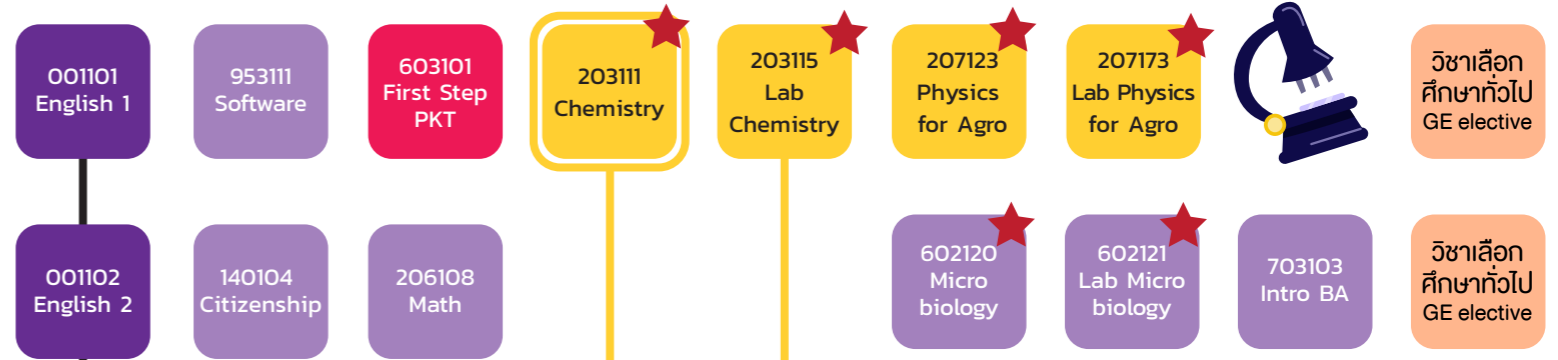 001101
English 1
953111
Software
603101
First Step
PKT
203111
Chemistry
203115
Lab
Chemistry
207123
Physics
for Agro
207173
Lab Physics
for Agro
วิชาเลือก
ศึกษาทั่วไป
GE elective
001102
English 2
140104
Citizenship
206108
Math
602120
Micro
biology
602121
Lab Micro
biology
703103
Intro BA
วิชาเลือก
ศึกษาทั่วไป
GE elective